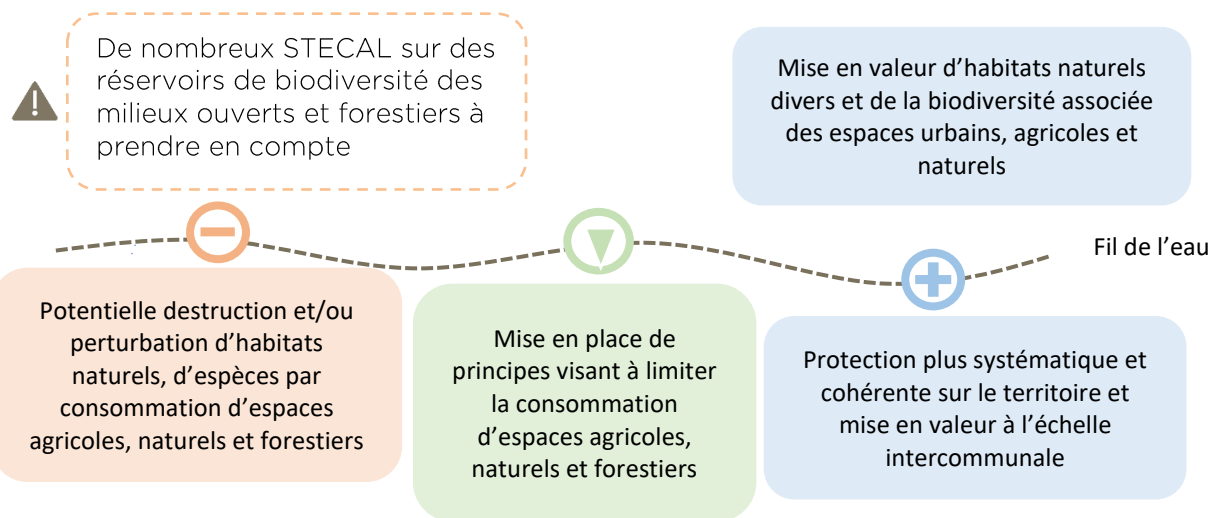 De nombreux STECAL sur des
réservoirs de biodiversité des
milieux ouverts et forestiers à
prendre en compte
Mise en valeur d’habitats naturels
divers et de la biodiversité associée
des espaces urbains, agricoles et
naturels
Fil de l’eau
Potentielle destruction et/ou
perturbation d’habitats
naturels, d’espèces par
consommation d’espaces
agricoles, naturels et forestiers
Mise en place de
principes visant à limiter
la consommation
d’espaces agricoles,
naturels et forestiers
Protection plus systématique et
cohérente sur le territoire et
mise en valeur à l’échelle
intercommunale